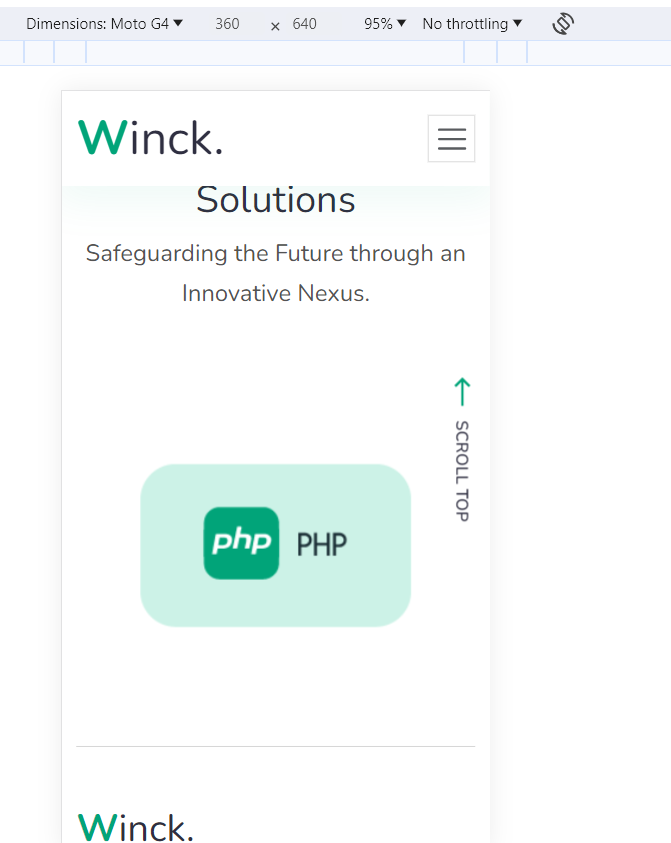 Dimensions: Moto G4 ▼ 360 × 640 95% ▼ No throttling ▼
Winck.
Solutions
Safeguarding the Future through an
Innovative Nexus.
SCROLL TOP
php PHP
Winck.